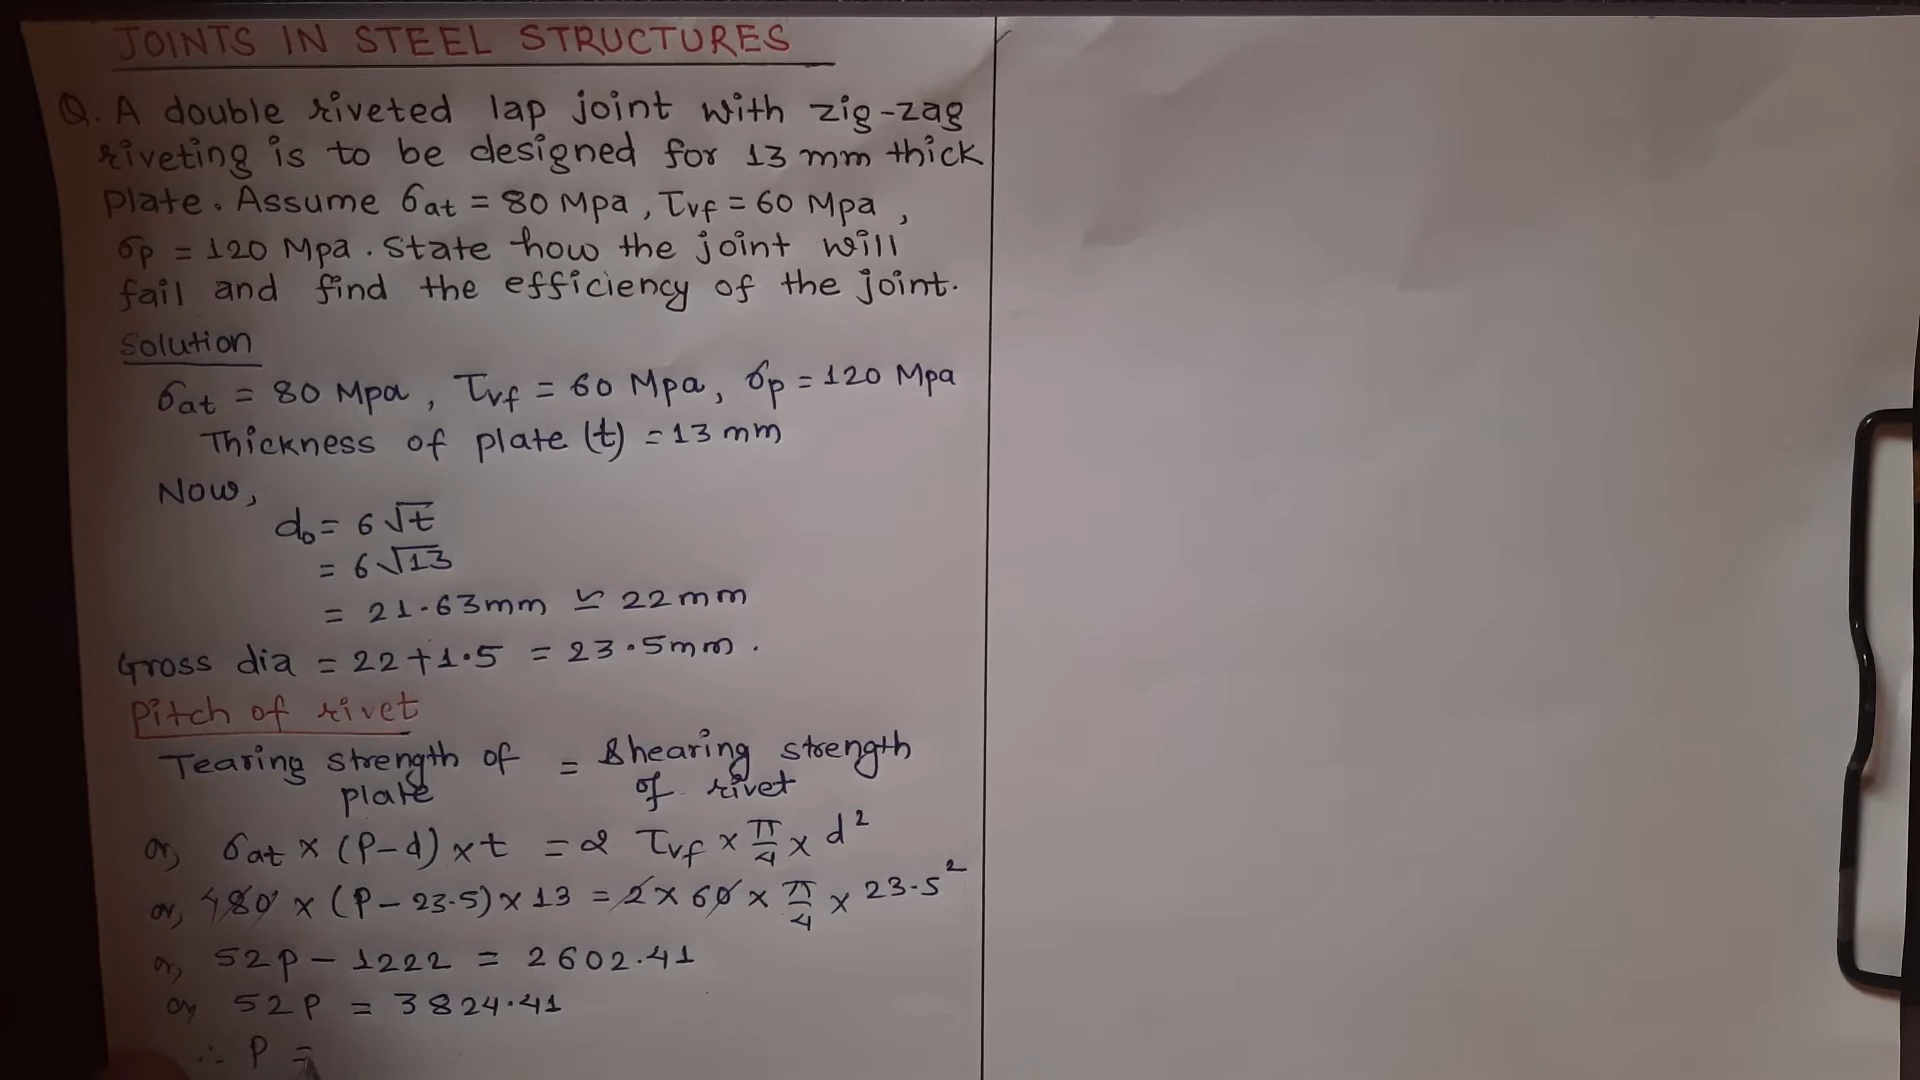 JOINTS IN STEEL STRUCTURES
Q. A double riveted lap joint with zig-zag
riveting is to be designed for 13 mm thick
plate. Assume σat = 80 Mpa, τvf = 60 Mpa,
σp = 120 Mpa. State how the joint will
fail and find the efficiency of the joint.
Solution
σat = 80 Mpa, τvf = 60 Mpa, σp = 120 Mpa
Thickness of plate (t) = 13 mm
Now,
d₀ = 6√t
= 6√13
= 21.63mm ≃ 22mm
Gross dia = 22+1.5 = 23.5mm.
Pitch of rivet
Tearing strength of plate = Shearing strength of rivet
or, σat × (P-d) × t = 2 τvf × π/4 × d²
or, 480 × (P - 23.5) × 13 = 2 × 60 × π/4 × 23.5²
or, 52P - 1222 = 2602.41
or, 52P = 3824.41
∴ P =